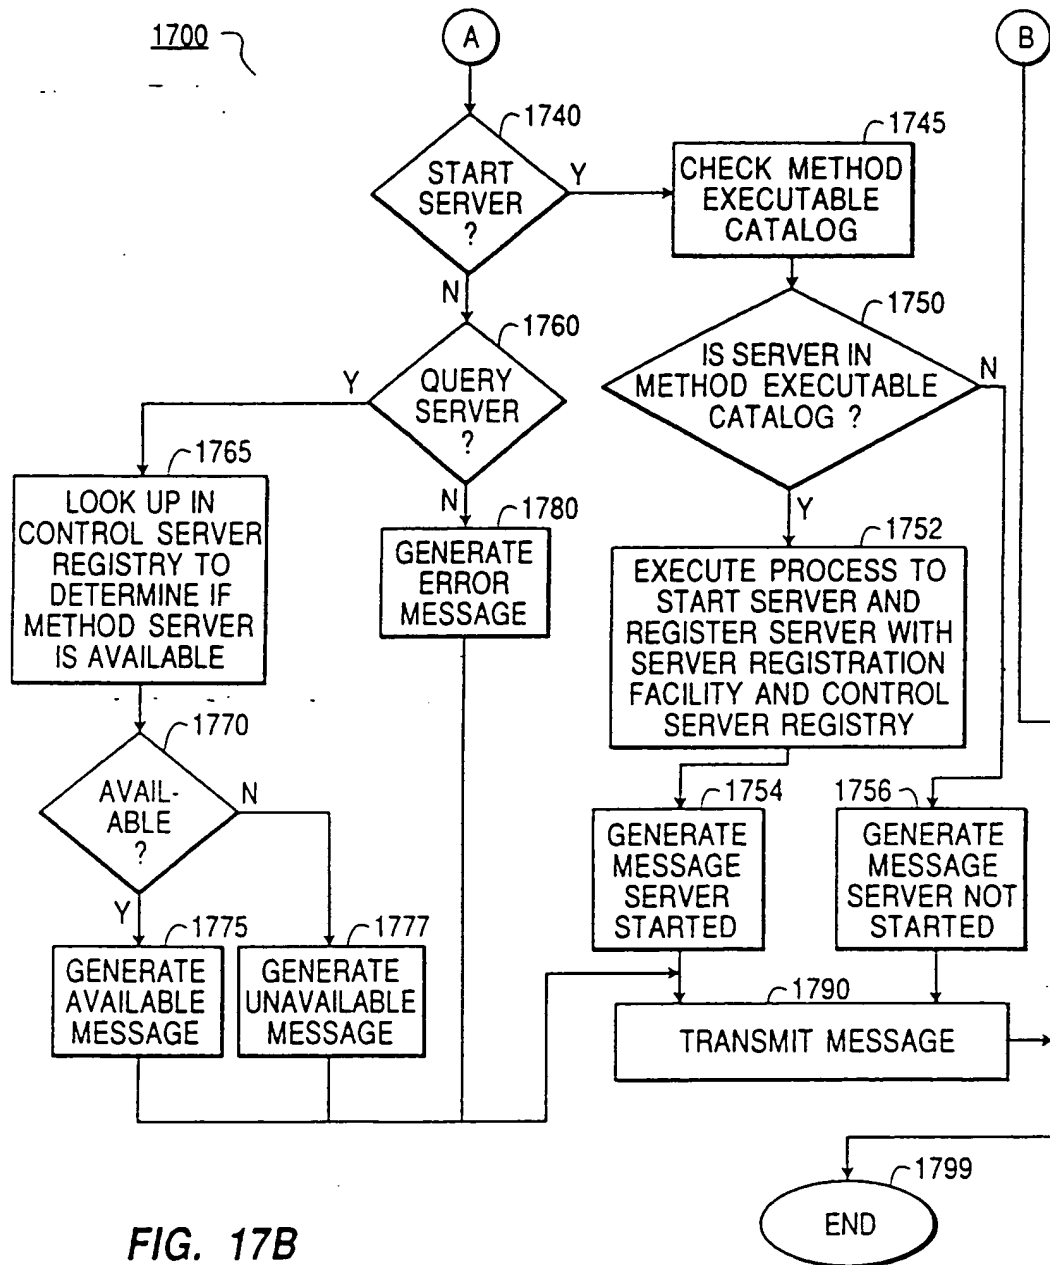 1700
A
B
1740
START
SERVER
?
Y
N
1745
CHECK METHOD
EXECUTABLE
CATALOG
1750
IS SERVER IN
METHOD EXECUTABLE
CATALOG ?
N
Y
1760
QUERY
SERVER
?
Y
N
1765
LOOK UP IN
CONTROL SERVER
REGISTRY TO
DETERMINE IF
METHOD SERVER
IS AVAILABLE
1780
GENERATE
ERROR
MESSAGE
1752
EXECUTE PROCESS TO
START SERVER AND
REGISTER SERVER WITH
SERVER REGISTRATION
FACILITY AND CONTROL
SERVER REGISTRY
1770
AVAIL-
ABLE
?
N
Y
1754
GENERATE
MESSAGE
SERVER
STARTED
1756
GENERATE
MESSAGE
SERVER NOT
STARTED
1775
GENERATE
AVAILABLE
MESSAGE
1777
GENERATE
UNAVAILABLE
MESSAGE
1790
TRANSMIT MESSAGE
1799
END
FIG. 17B